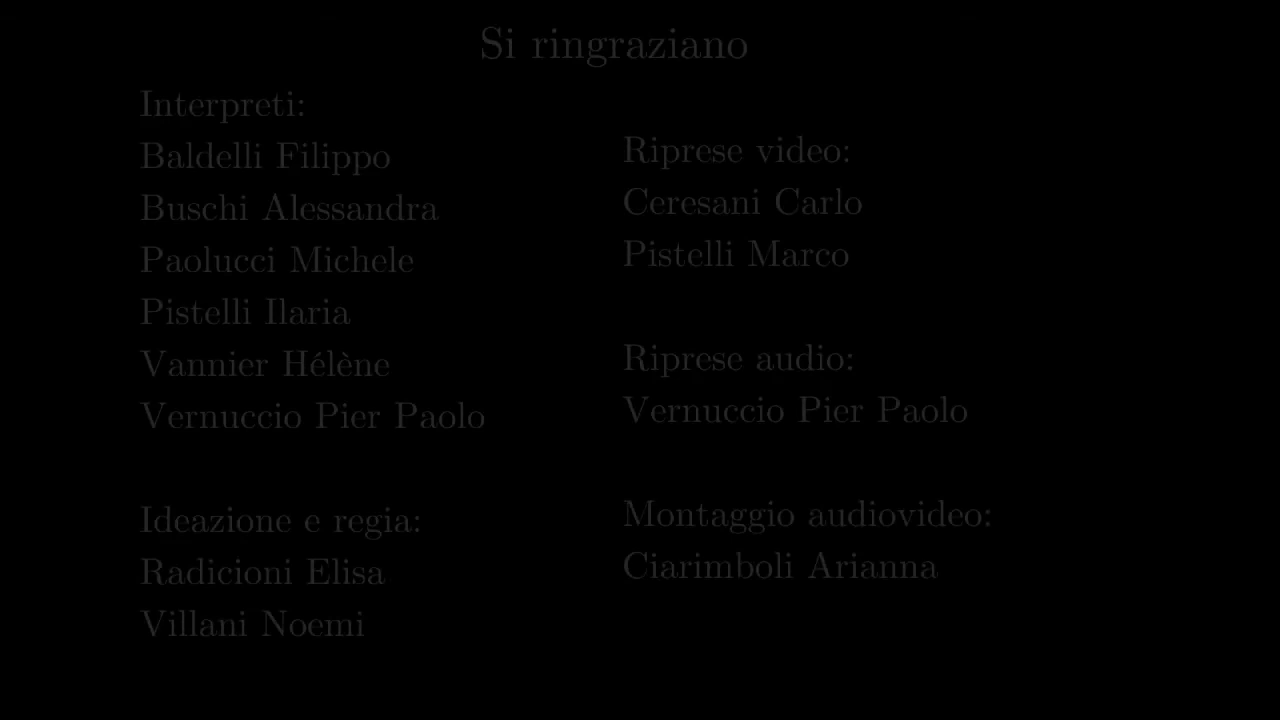 Si ringraziano
Interpreti:
Baldelli Filippo
Buschi Alessandra
Paolucci Michele
Pistelli Ilaria
Vannier Hélène
Vernuccio Pier Paolo
Ideazione e regia:
Radicioni Elisa
Villani Noemi
Riprese video:
Ceresani Carlo
Pistelli Marco
Riprese audio:
Vernuccio Pier Paolo
Montaggio audiovideo:
Ciarimboli Arianna